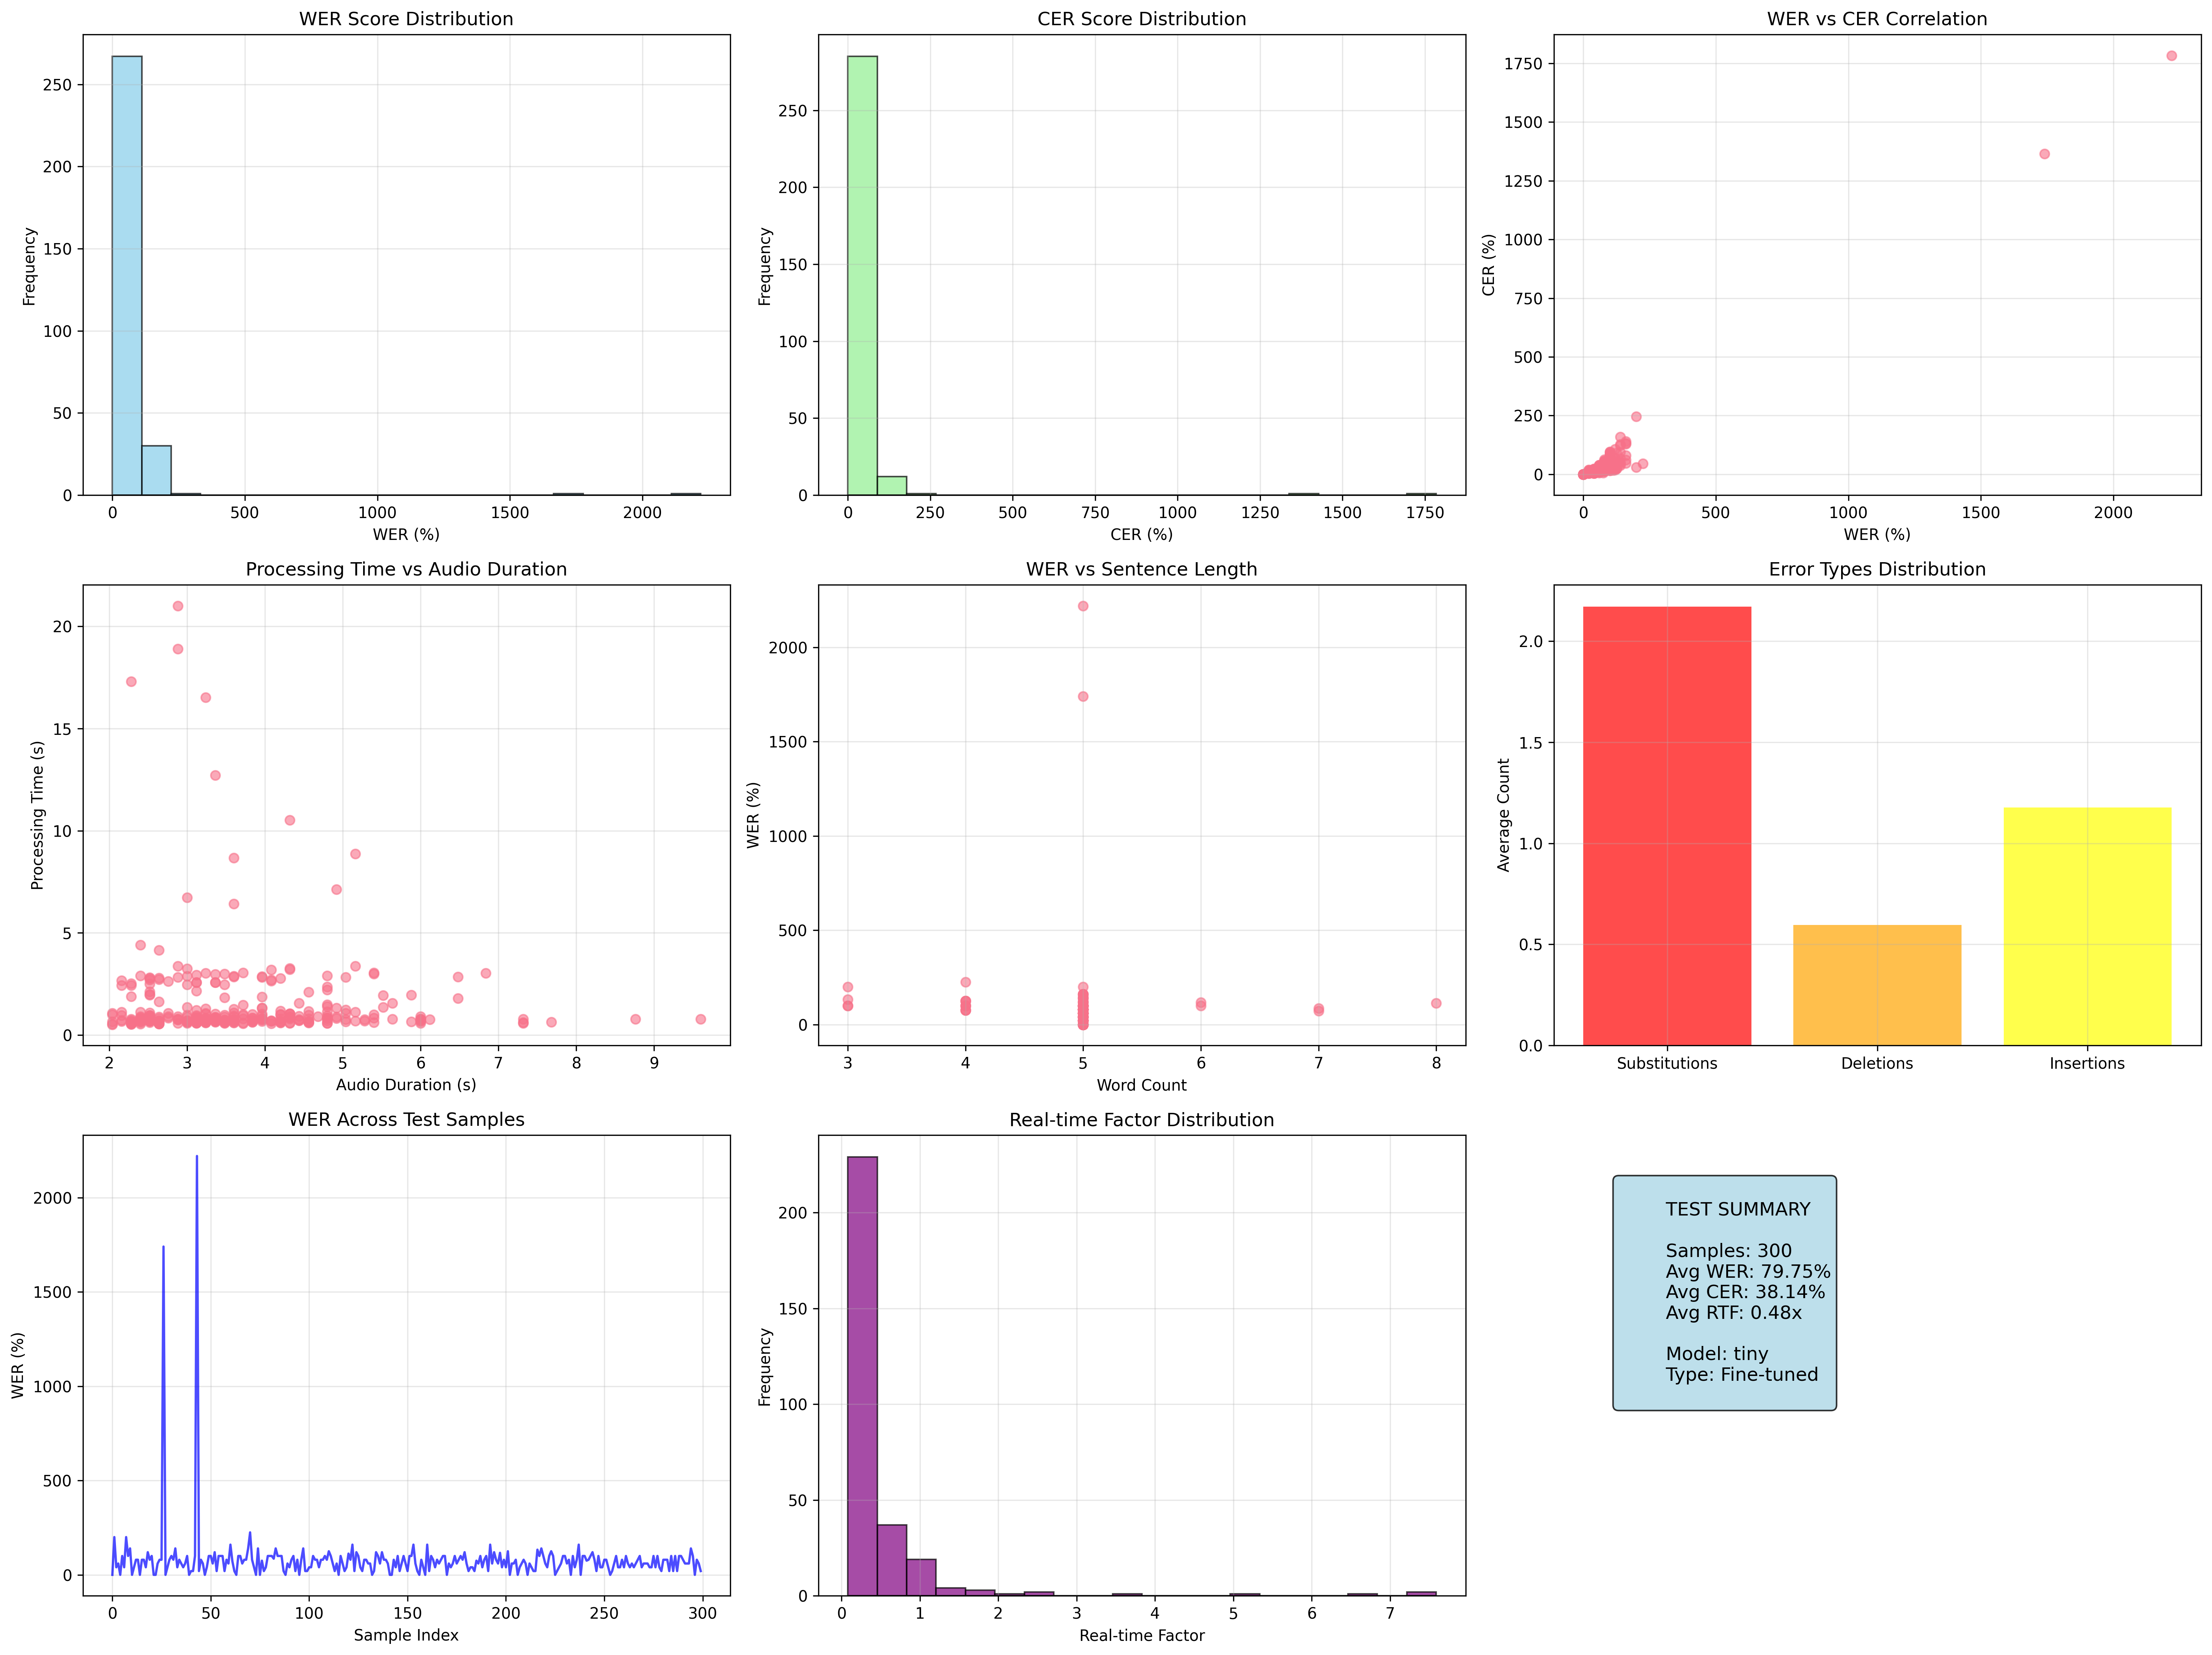 WER Score Distribution
250
200
150
100
50
0
Frequency
0 500 1000 1500 2000
WER (%)
CER Score Distribution
250
200
150
100
50
0
Frequency
0 250 500 750 1000 1250 1500 1750
CER (%)
WER vs CER Correlation
1750
1500
1250
1000
750
500
250
0
CER (%)
0 500 1000 1500 2000
WER (%)
Processing Time vs Audio Duration
20
15
10
5
0
Processing Time (s)
2 3 4 5 6 7 8 9
Audio Duration (s)
WER vs Sentence Length
2000
1500
1000
500
0
WER (%)
3 4 5 6 7 8
Word Count
Error Types Distribution
2.0
1.5
1.0
0.5
0.0
Average Count
Substitutions Deletions Insertions
WER Across Test Samples
2000
1500
1000
500
0
WER (%)
0 50 100 150 200 250 300
Sample Index
Real-time Factor Distribution
200
150
100
50
0
Frequency
0 1 2 3 4 5 6 7
Real-time Factor
TEST SUMMARY
Samples: 300
Avg WER: 79.75%
Avg CER: 38.14%
Avg RTF: 0.48x
Model: tiny
Type: Fine-tuned